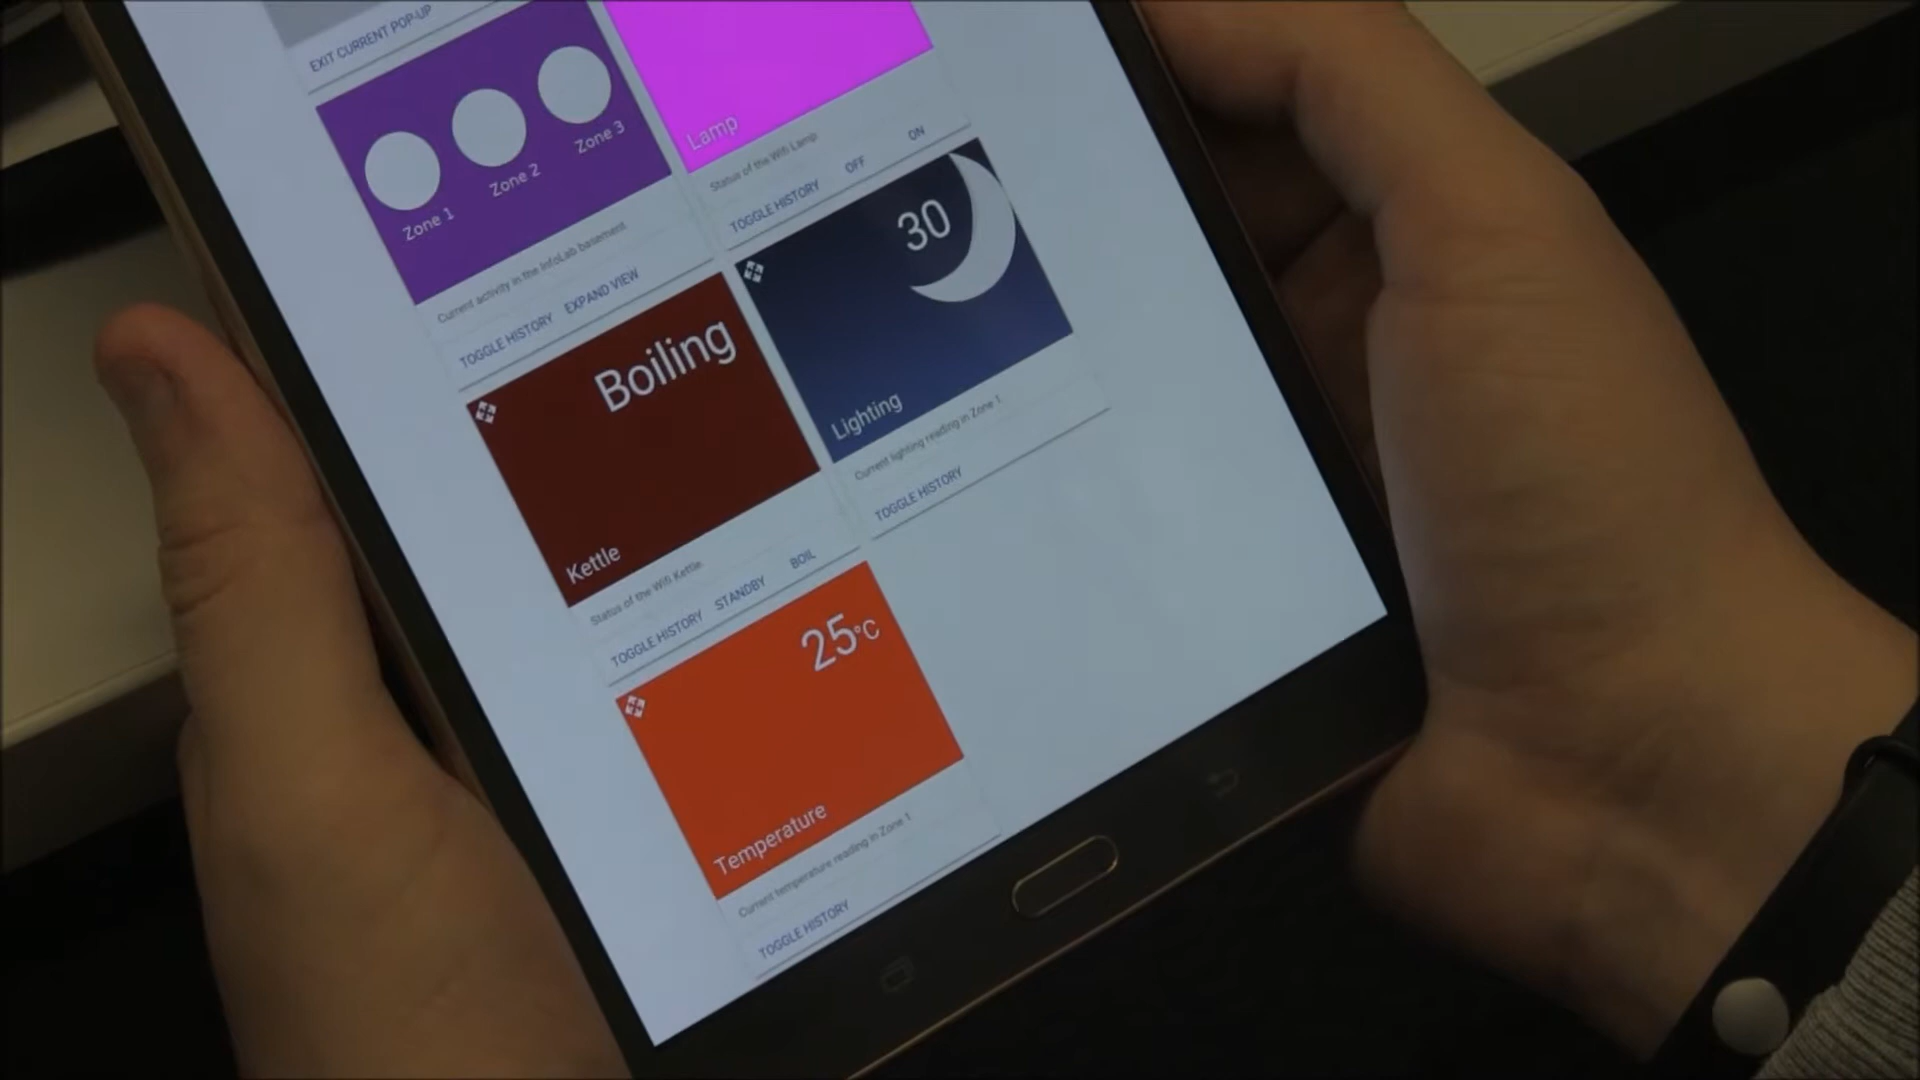 EXIT CURRENT POP-UP
Zone 1
Zone 2
Zone 3
Current activity in the InfoLab basement.
TOGGLE HISTORY EXPAND VIEW
Lamp
Status of the Wifi Lamp.
TOGGLE HISTORY OFF ON
Boiling
Kettle
Status of the Wifi Kettle.
TOGGLE HISTORY STANDBY BOIL
30
Lighting
Current lighting reading in Zone 1.
TOGGLE HISTORY
25°C
Temperature
Current temperature reading in Zone 1
TOGGLE HISTORY